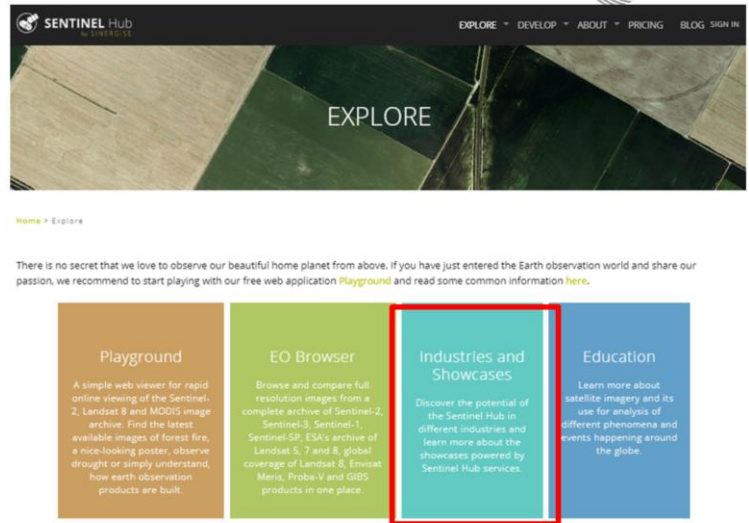 SENTINEL Hub
by SINERGISE
EXPLORE DEVELOP ABOUT PRICING BLOG SIGN IN
EXPLORE
Home > Explore
There is no secret that we love to observe our beautiful home planet from above. If you have just entered the Earth observation world and share our
passion, we recommend to start playing with our free web application Playground and read some common information here.
Playground
A simple web viewer for rapid
online viewing of the Sentinel-
2, Landsat 8 and MODIS image
archive. Find the latest
available images of forest fire,
a nice-looking poster, observe
drought or simply understand,
how earth observation
products are built.
EO Browser
Browse and compare full
resolution images from a
complete archive of Sentinel-2,
Sentinel-3, Sentinel-1,
Sentinel-5P, ESA's archive of
Landsat 5, 7 and 8, global
coverage of Landsat 8, Envisat
Meris, Proba-V and GIBS
products in one place.
Industries and
Showcases
Discover the potential of
the Sentinel Hub in
different industries and
learn more about the
showcases powered by
Sentinel Hub services.
Education
Learn more about
satellite imagery and its
use for analysis of
different phenomena and
events happening around
the globe.